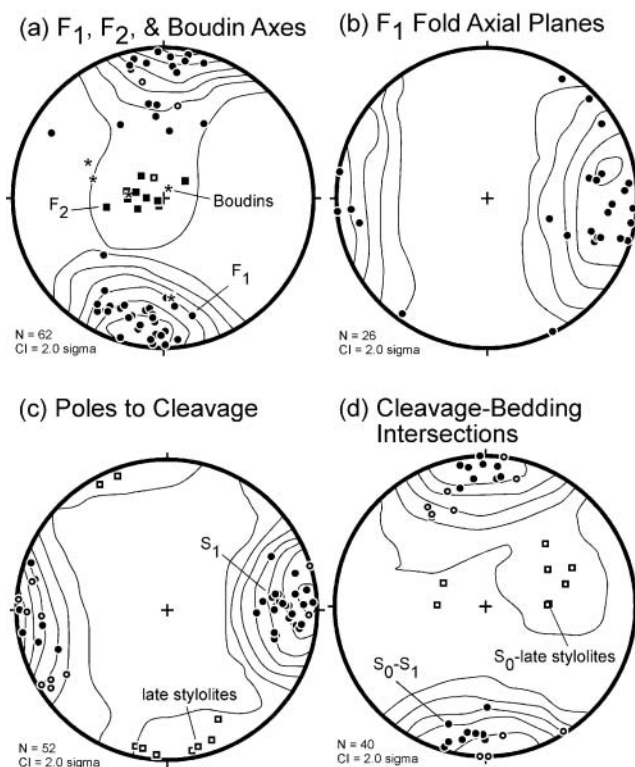 (a) F1, F2, & Boudin Axes
F2
Boudins
F1
N = 62
CI = 2.0 sigma
(b) F1 Fold Axial Planes
N = 26
CI = 2.0 sigma
(c) Poles to Cleavage
S1
late stylolites
N = 52
CI = 2.0 sigma
(d) Cleavage-Bedding
Intersections
S0-late stylolites
S0-S1
N = 40
CI = 2.0 sigma